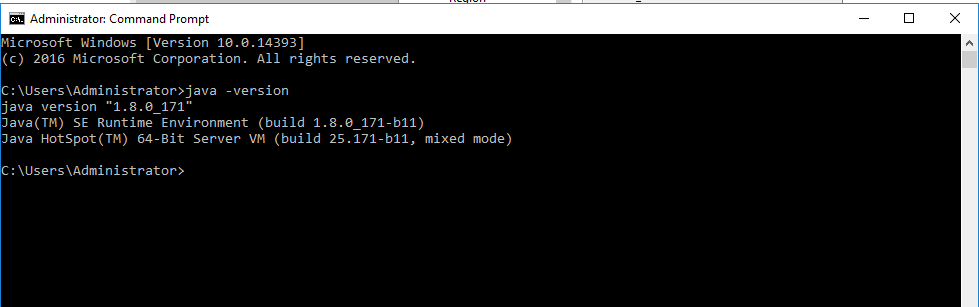 Region
Administrator: Command Prompt
Microsoft Windows [Version 10.0.14393]
(c) 2016 Microsoft Corporation. All rights reserved.
C:\Users\Administrator>java -version
java version "1.8.0_171"
Java(TM) SE Runtime Environment (build 1.8.0_171-b11)
Java HotSpot(TM) 64-Bit Server VM (build 25.171-b11, mixed mode)
C:\Users\Administrator>